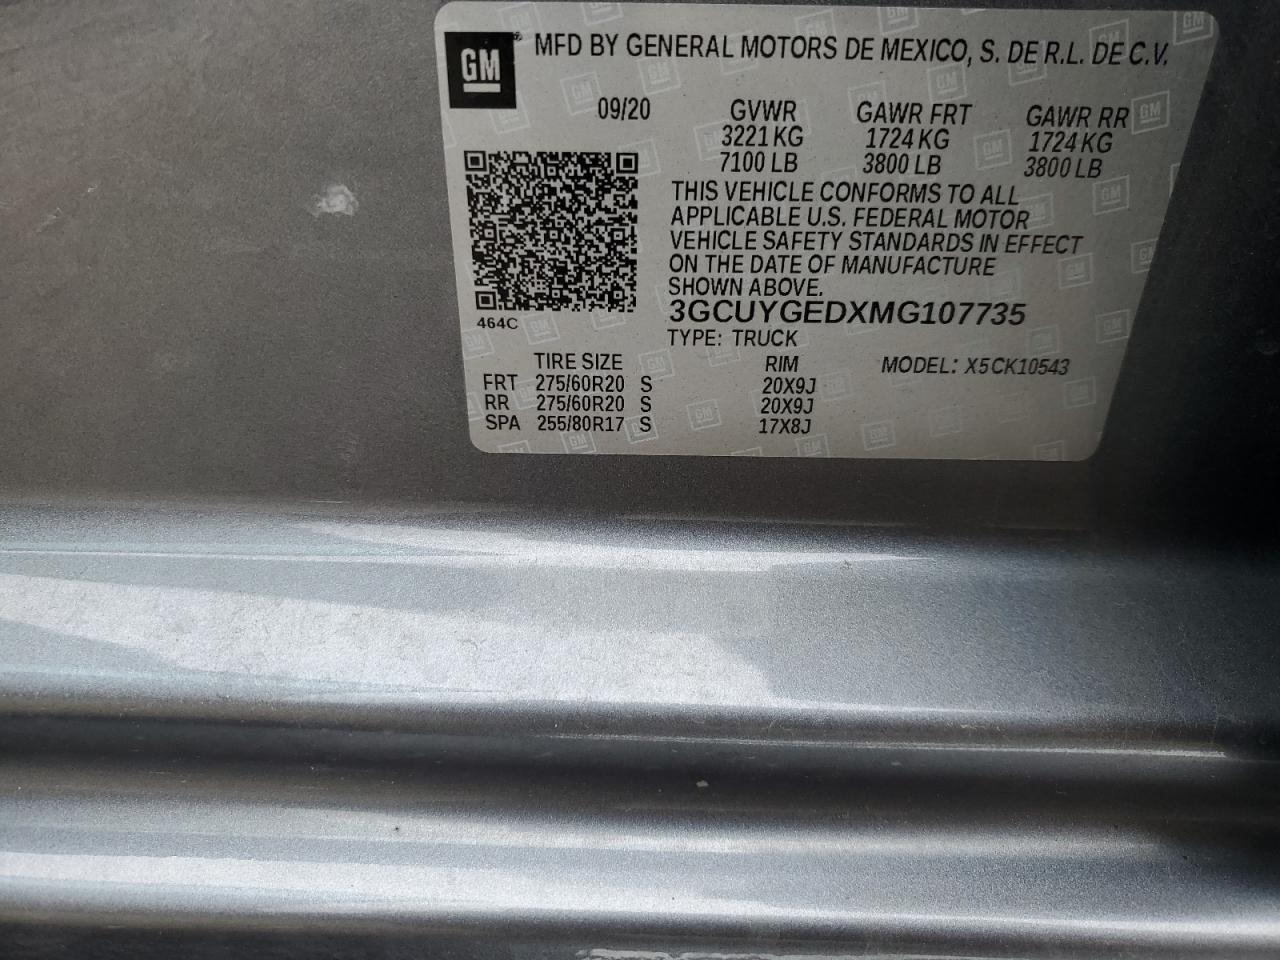 GM MFD BY GENERAL MOTORS DE MEXICO, S. DE R.L. DE C.V.
09/20 GVWR GAWR FRT GAWR RR
3221 KG 1724 KG 1724 KG
7100 LB 3800 LB 3800 LB
THIS VEHICLE CONFORMS TO ALL
APPLICABLE U.S. FEDERAL MOTOR
VEHICLE SAFETY STANDARDS IN EFFECT
ON THE DATE OF MANUFACTURE
SHOWN ABOVE.
464C 3GCUYGEDXMG107735
TYPE: TRUCK
TIRE SIZE RIM MODEL: X5CK10543
FRT 275/60R20 S 20X9J
RR 275/60R20 S 20X9J
SPA 255/80R17 S 17X8J